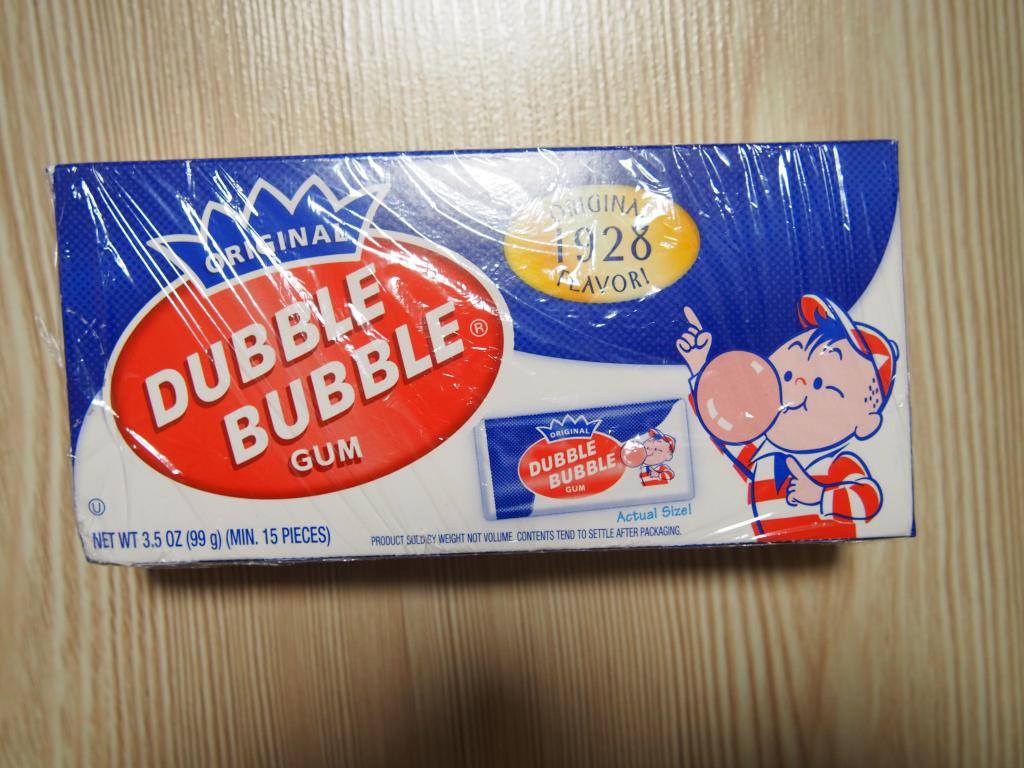 ORIGINAL
DUBBLE
BUBBLE®
GUM
ORIGINAL
1928
FLAVOR!
ORIGINAL
DUBBLE
BUBBLE
GUM
Actual Size!
U
NET WT 3.5 OZ (99 g) (MIN. 15 PIECES)
PRODUCT SOLD BY WEIGHT NOT VOLUME. CONTENTS TEND TO SETTLE AFTER PACKAGING.